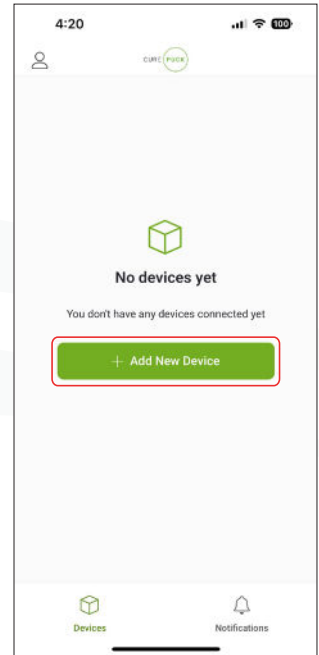 4:20
100
CURE PUCK
No devices yet
You don't have any devices connected yet
+ Add New Device
Devices
Notifications